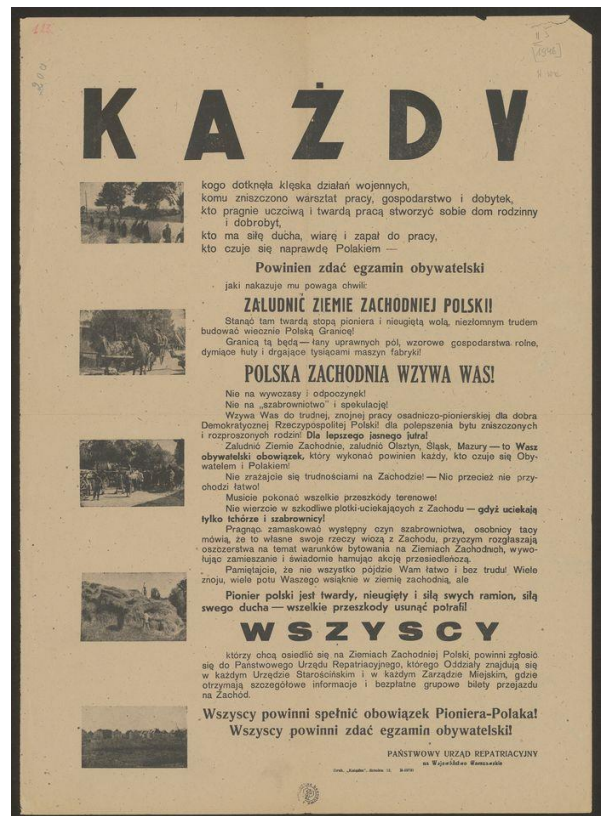 KAŻDY
kogo dotknęła klęska działań wojennych,
komu zniszczono warsztat pracy, gospodarstwo i dobytek,
kto pragnie uczciwą i twardą pracą stworzyć sobie dom rodzinny
i dobrobyt,
kto ma siłę ducha, wiarę i zapał do pracy,
kto czuje się naprawdę Polakiem —
Powinien zdać egzamin obywatelski
jaki nakazuje mu powaga chwili:
ZALUDNIĆ ZIEMIE ZACHODNIEJ POLSKI!
Stanąć tam twardą stopą pioniera i nieugiętą wolą, niezłomnym trudem
budować wiecznie Polską Granicę!
Granicą tą będą — łany uprawnych pól, wzorowe gospodarstwa rolne,
dymiące huty i drgające tysiącami maszyn fabryki!
POLSKA ZACHODNIA WZYWA WAS!
Nie na wywczasy i odpoczynek!
Nie na „szabrownictwo" i spekulację!
Wzywa Was do trudnej, znojnej pracy osadniczo-pionierskiej dla dobra
Demokratycznej Rzeczypospolitej Polski! dla polepszenia bytu zniszczonych
i rozproszonych rodzin! Dla lepszego jasnego jutra!
Zaludnić Ziemie Zachodnie, zaludnić Olsztyn, Śląsk, Mazury — to Wasz
obywatelski obowiązek, który wykonać powinien każdy, kto czuje się Oby-
watelem i Polakiem!
Nie zrażajcie się trudnościami na Zachodzie! — Nic przecież nie przy-
chodzi łatwo!
Musicie pokonać wszelkie przeszkody terenowe!
Nie wierzcie w szkodliwe plotki-uciekających z Zachodu — gdyż uciekają
tylko tchórze i szabrownicy!
Pragnąc zamaskować występny czyn szabrownictwa, osobnicy tacy
mówią, że to własne swoje rzeczy wiozą z Zachodu, przyczym rozgłaszają
oszczerstwa na temat warunków bytowania na Ziemiach Zachodnich, wywo-
łując zamieszanie i świadomie hamując akcję przesiedleńczą.
Pamiętajcie, że nie wszystko pójdzie Wam łatwo i bez trudu! Wiele
znoju, wiele potu Waszego wsiąknie w ziemię zachodnią, ale
Pionier polski jest twardy, nieugięty i siłą swych ramion, siłą
swego ducha — wszelkie przeszkody usunąć potrafi!
WSZYSCY
którzy chcą osiedlić się na Ziemiach Zachodniej Polski, powinni zgłosić
się do Państwowego Urzędu Repatriacyjnego, którego Oddziały znajdują się
w każdym Urzędzie Starościńskim i w każdym Zarządzie Miejskim, gdzie
otrzymają szczegółowe informacje i bezpłatne grupowe bilety przejazdu
na Zachód.
Wszyscy powinni spełnić obowiązek Pioniera-Polaka!
Wszyscy powinni zdać egzamin obywatelski!
PAŃSTWOWY URZĄD REPATRIACYJNY
na Województwo Warszawskie